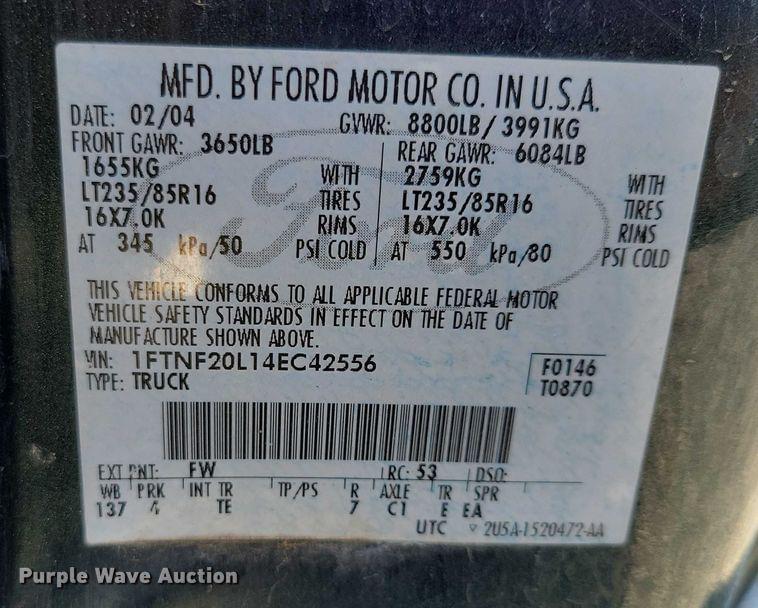 MFD. BY FORD MOTOR CO. IN U.S.A.
DATE: 02/04 GVWR: 8800LB/ 3991KG
FRONT GAWR: 3650LB REAR GAWR: 6084LB
1655KG WITH 2759KG WITH
LT235/85R16 TIRES LT235/85R16 TIRES
16X7.0K RIMS 16X7.0K RIMS
AT 345 kPa/50 PSI COLD AT 550 kPa/80 PSI COLD
Ford
THIS VEHICLE CONFORMS TO ALL APPLICABLE FEDERAL MOTOR
VEHICLE SAFETY STANDARDS IN EFFECT ON THE DATE OF
MANUFACTURE SHOWN ABOVE.
VIN: 1FTNF20L14EC42556 F0146
TYPE: TRUCK T0870
EXT PNT: FW RC: 53 DSO:
WB PRK INT TR TP/PS R AXLE TR SPR
137 4 TE 7 C1 E EA
UTC 2U5A-1520472-AA
Purple Wave Auction